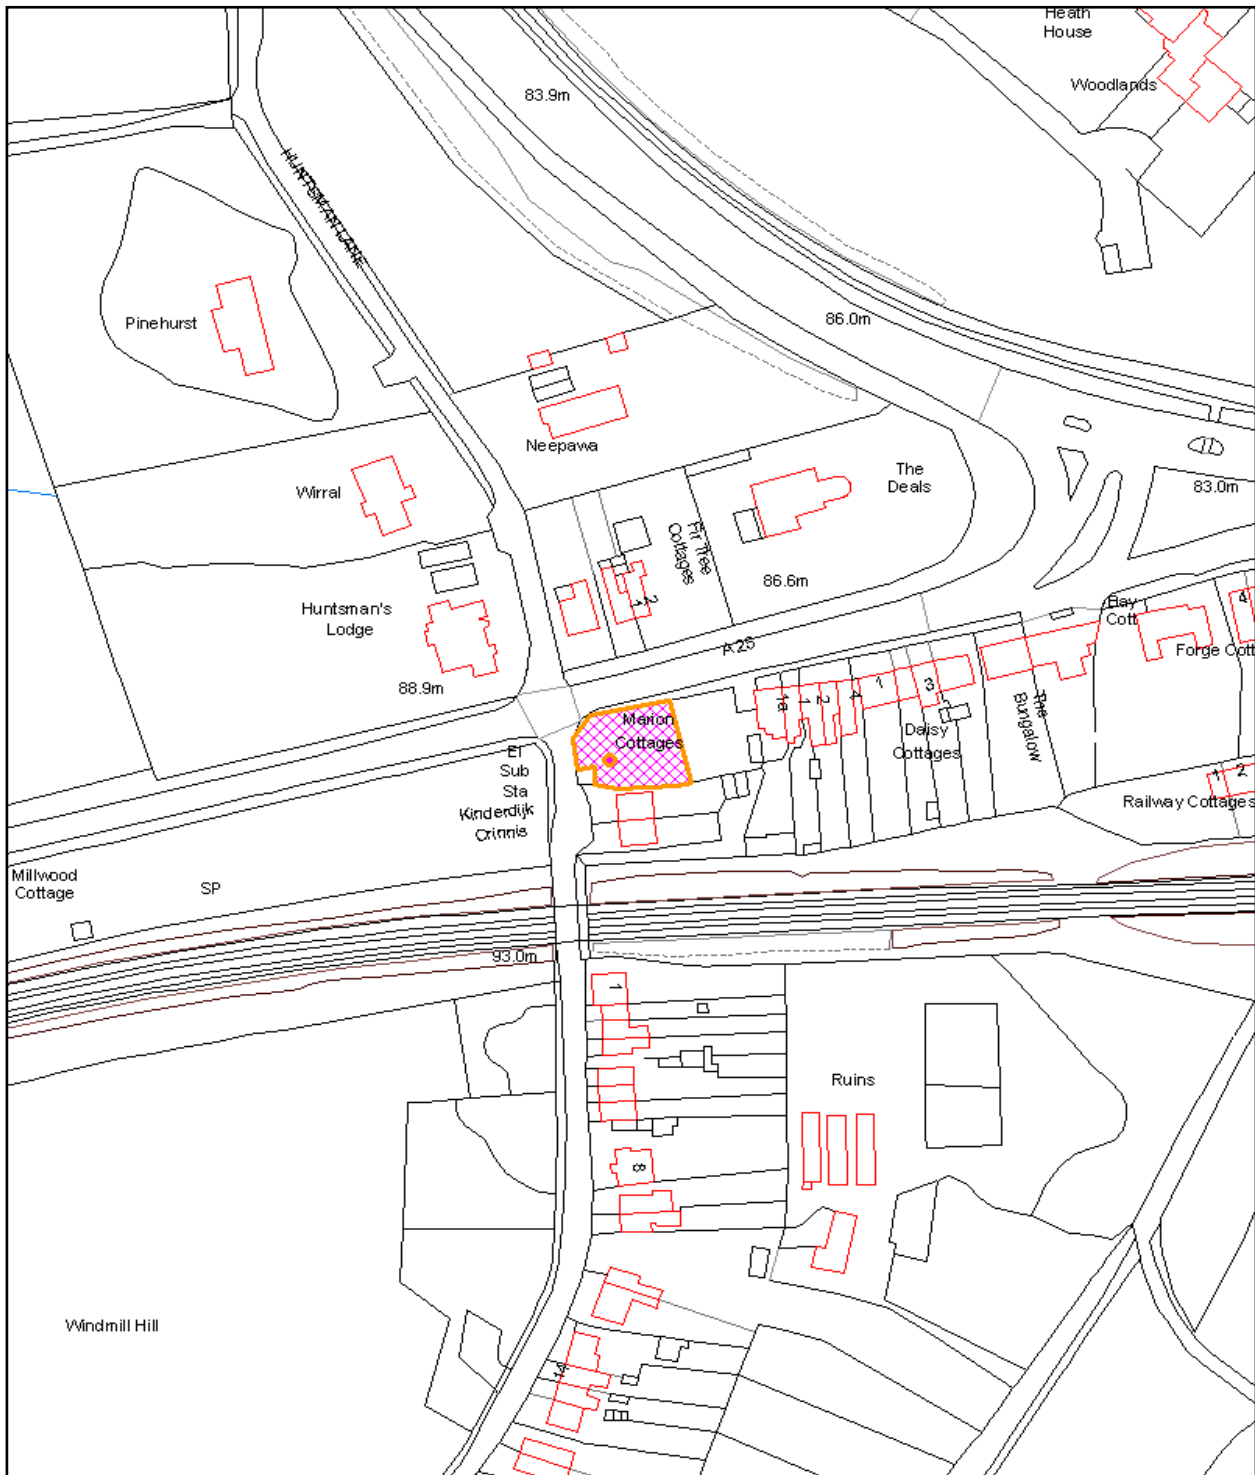 Heath
House
Woodlands
83.9m
HUNTSMAN LANE
Pinehurst
86.0m
Neepawa
Wirral
The
Deals
83.0m
Fir Tree
Cottages
86.6m
2
1
Huntsman's
Lodge
Bay
Cott
4
Forge Cott
A 25
88.9m
1a
1
2
4
1
3
The
Bungalow
Marion
Cottages
Daisy
Cottages
El
Sub
Sta
Kinderdijk
Crinnis
1
2
Railway Cottages
Millwood
Cottage
SP
93.0m
1
Ruins
8
Windmill Hill
14